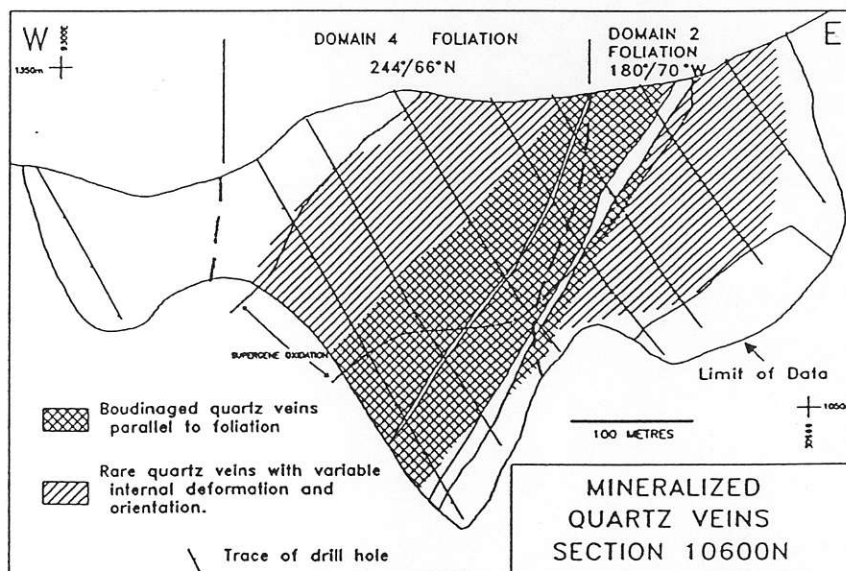 W
E
9300E
1350m
DOMAIN 4 FOLIATION
244°/66°N
DOMAIN 2
FOLIATION
180°/70°W
SUPERGENE OXIDATION
Limit of Data
1050m
100 METRES
Boudinaged quartz veins
parallel to foliation
Rare quartz veins with variable
internal deformation and
orientation.
Trace of drill hole
MINERALIZED
QUARTZ VEINS
SECTION 10600N